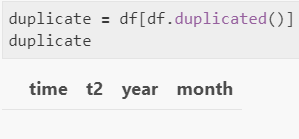 duplicate = df[df.duplicated()]
duplicate
time t2 year month